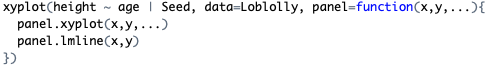 xyplot(height ~ age | Seed, data=Loblolly, panel=function(x,y,...){
  panel.xyplot(x,y,...)
  panel.lmline(x,y)
})